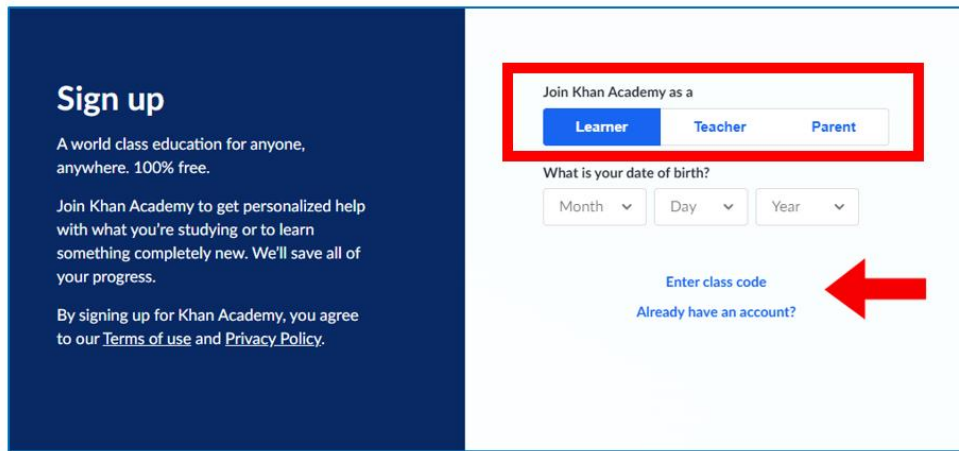 Sign up
A world class education for anyone,
anywhere. 100% free.
Join Khan Academy to get personalized help
with what you're studying or to learn
something completely new. We'll save all of
your progress.
By signing up for Khan Academy, you agree
to our Terms of use and Privacy Policy.
Join Khan Academy as a
Learner Teacher Parent
What is your date of birth?
Month Day Year
Enter class code
Already have an account?